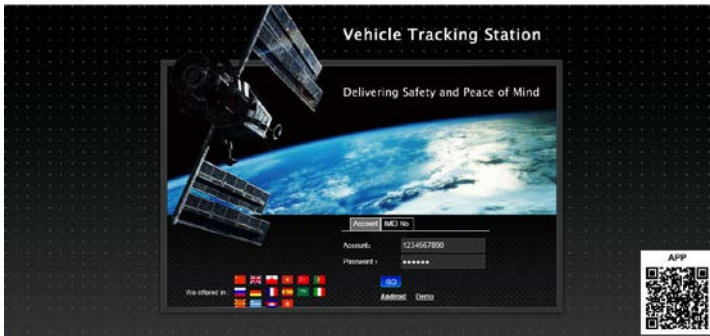 Vehicle Tracking Station
Delivering Safety and Peace of Mind
Account IMEI No
Account: 1234567890
Password : ••••••
GO
We offered in :
Android Demo
APP